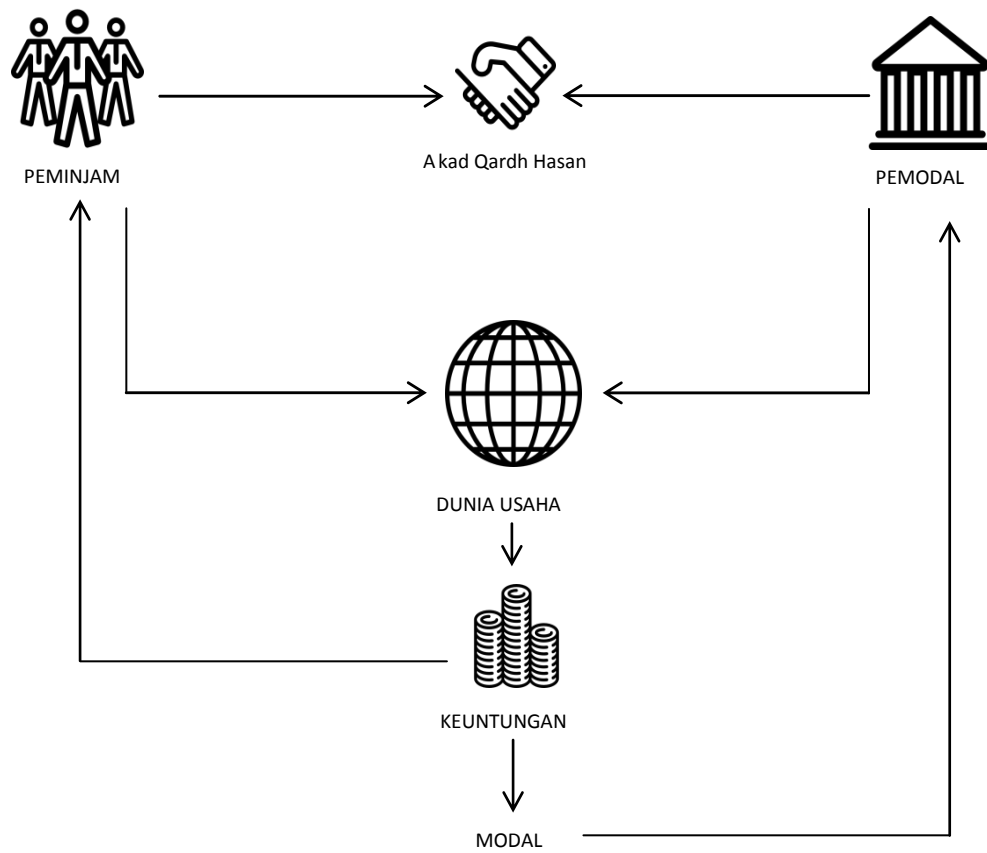 Akad Qardh Hasan
PEMINJAM
PEMODAL
DUNIA USAHA
KEUNTUNGAN
MODAL